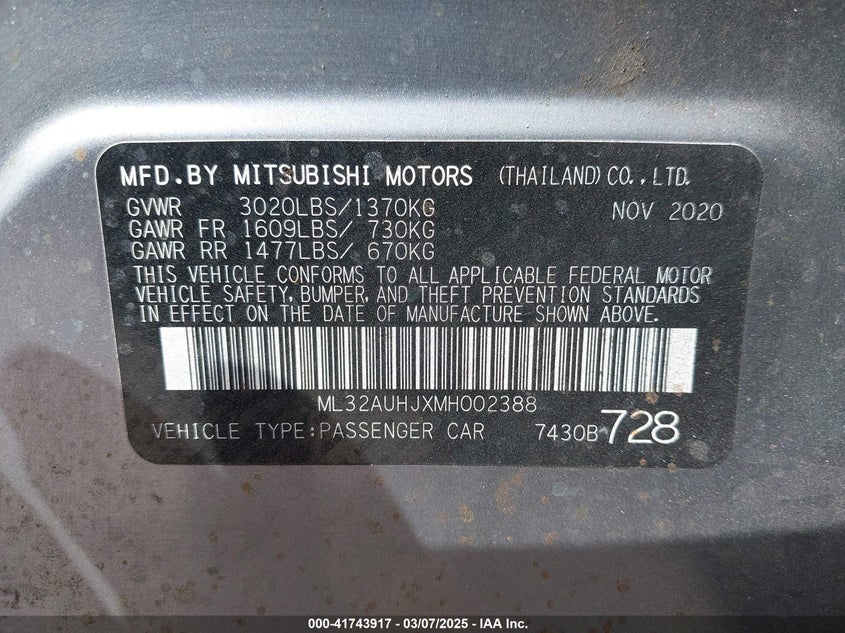 MFD.BY MITSUBISHI MOTORS (THAILAND) CO.,LTD.
GVWR 3020LBS/1370KG NOV 2020
GAWR FR 1609LBS/ 730KG
GAWR RR 1477LBS/ 670KG
THIS VEHICLE CONFORMS TO ALL APPLICABLE FEDERAL MOTOR
VEHICLE SAFETY, BUMPER, AND THEFT PREVENTION STANDARDS
IN EFFECT ON THE DATE OF MANUFACTURE SHOWN ABOVE.
ML32AUHJXMH002388
VEHICLE TYPE:PASSENGER CAR 7430B 728
000-41743917 - 03/07/2025 - IAA Inc.